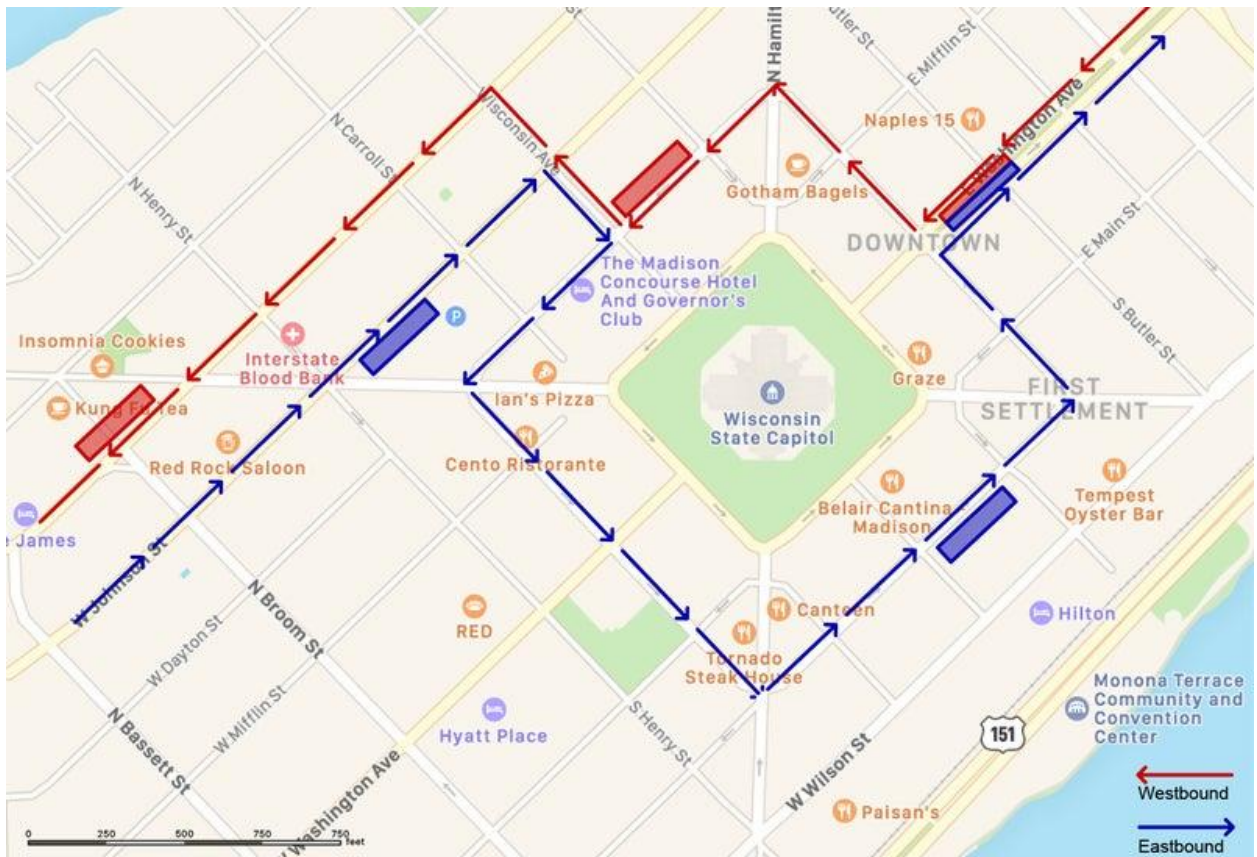 St
N Hamilt
utler St
E Mifflin St
Wisconsin Ave
N Carroll St
Naples 15
E Washington Ave
Gotham Bagels
N Henry St
E Main St
DOWNTOWN
The Madison
Concourse Hotel
And Governor's
Club
S Butler St
P
Insomnia Cookies
Interstate
Blood Bank
Graze
Ian's Pizza
FIRST
SETTLEMENT
Wisconsin
State Capitol
Kung Fu Tea
Red Rock Saloon
Cento Ristorante
Belair Cantina -
Madison
Tempest
Oyster Bar
e James
W Johnson St
N Broom St
RED
Canteen
Hilton
W Dayton St
Tornado
Steak House
W Mifflin St
Hyatt Place
S Henry St
Monona Terrace
Community and
Convention
Center
151
N Bassett St
W Wilson St
W Washington Ave
Westbound
Paisan's
Eastbound
0 250 500 750 750
feet